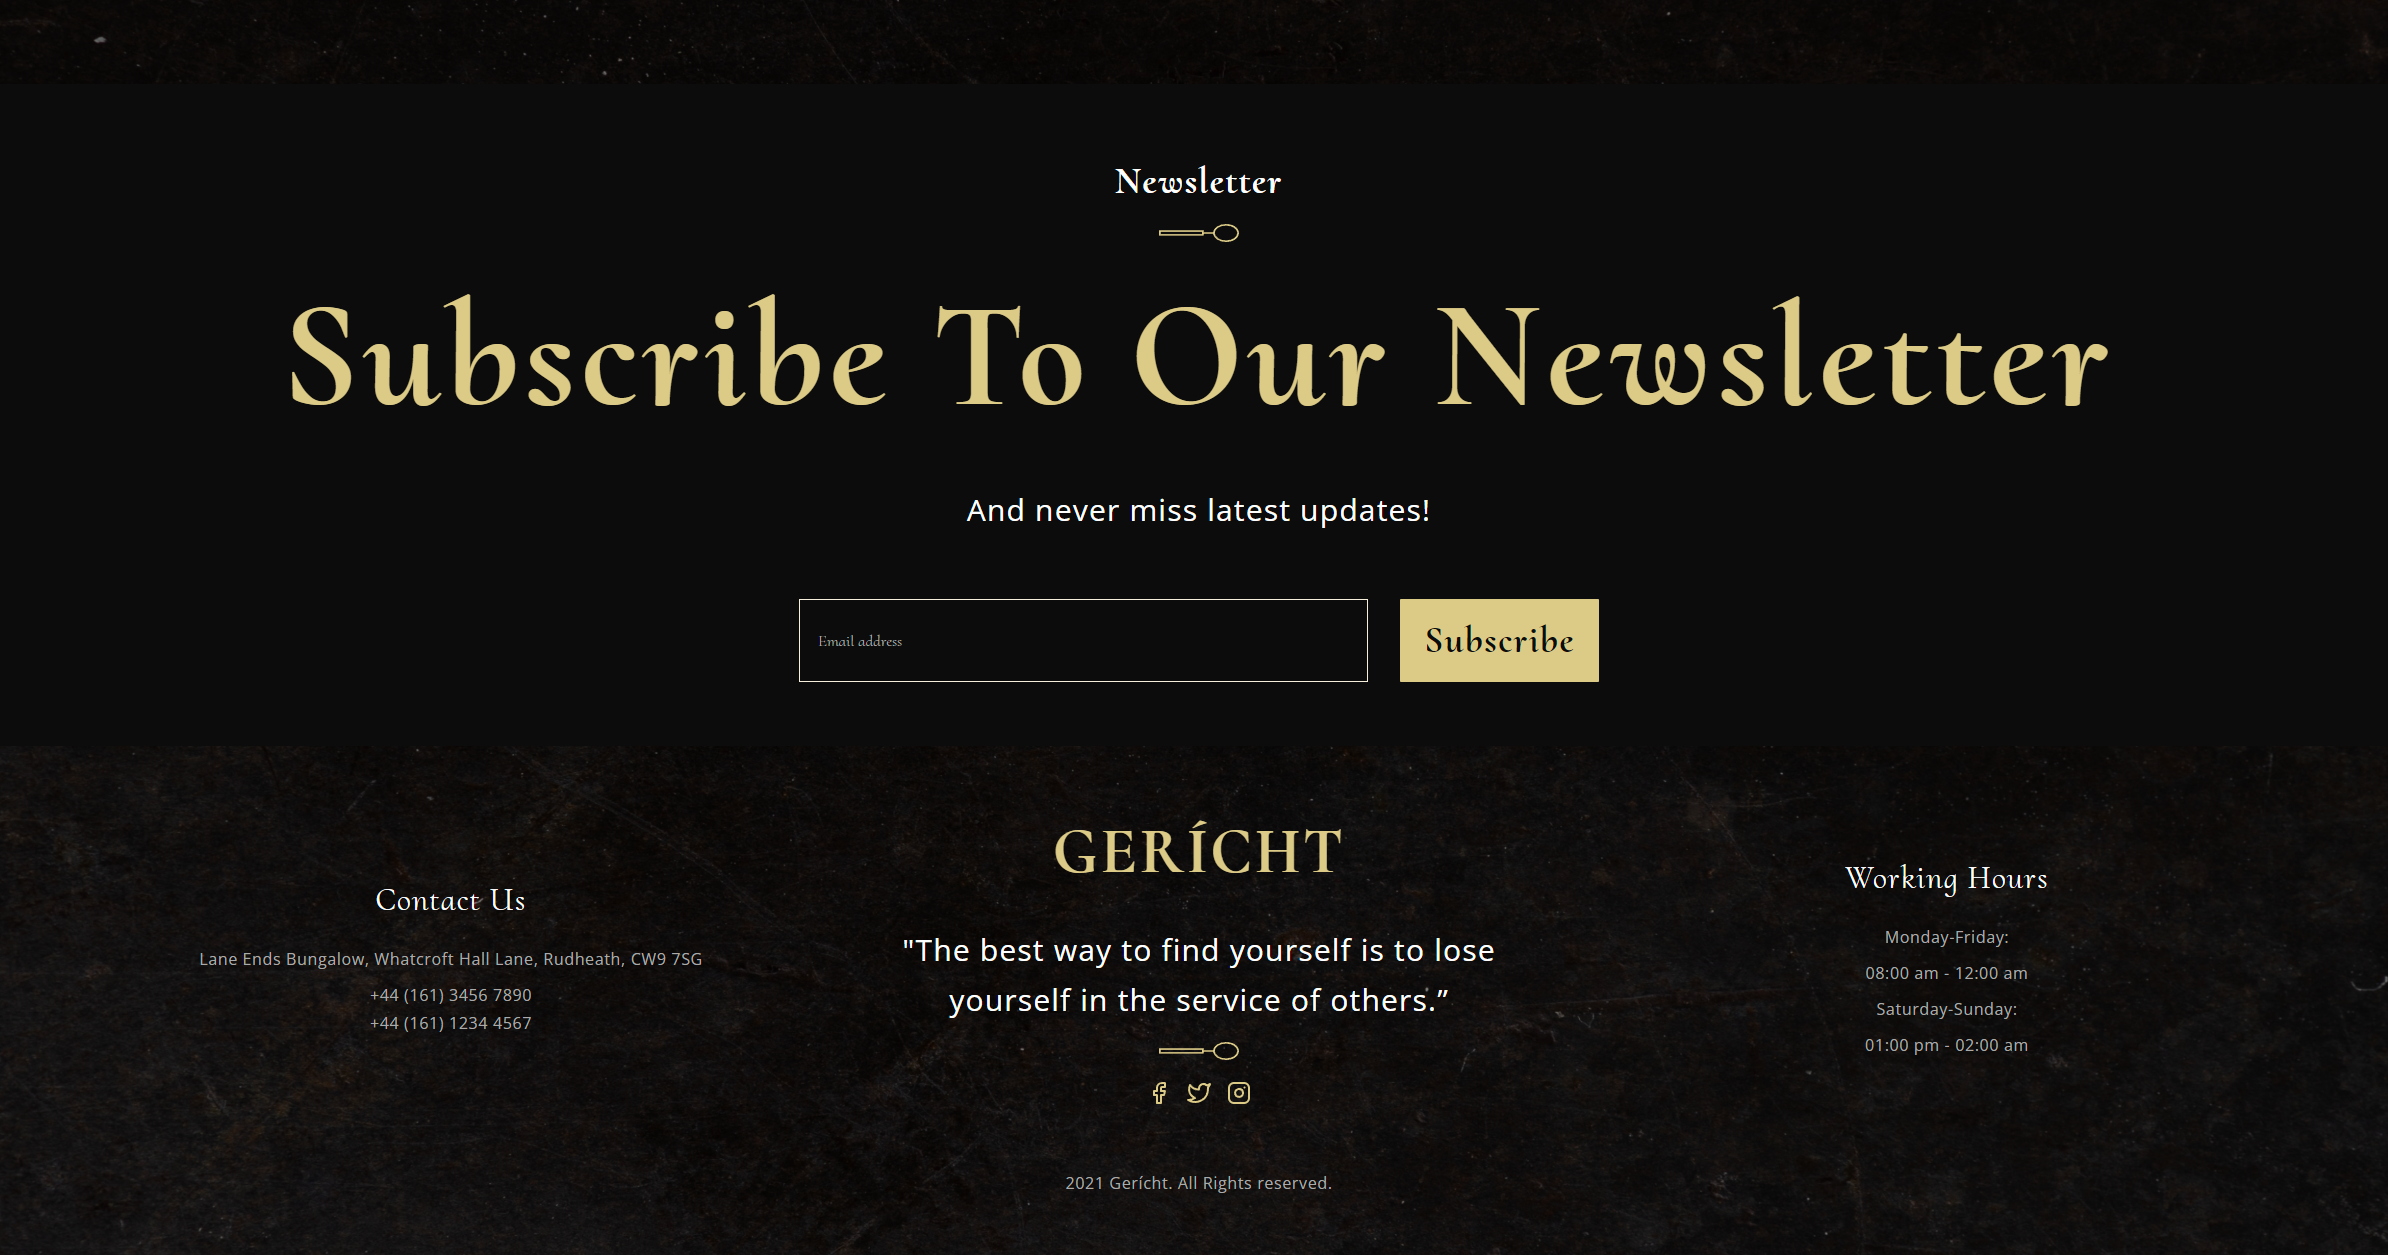 Newsletter
Subscribe To Our Newsletter
And never miss latest updates!
Email address
Subscribe
Contact Us
Lane Ends Bungalow, Whatcroft Hall Lane, Rudheath, CW9 7SG
+44 (161) 3456 7890
+44 (161) 1234 4567
GERÍCHT
"The best way to find yourself is to lose
yourself in the service of others.”
Working Hours
Monday-Friday:
08:00 am - 12:00 am
Saturday-Sunday:
01:00 pm - 02:00 am
2021 Gerícht. All Rights reserved.